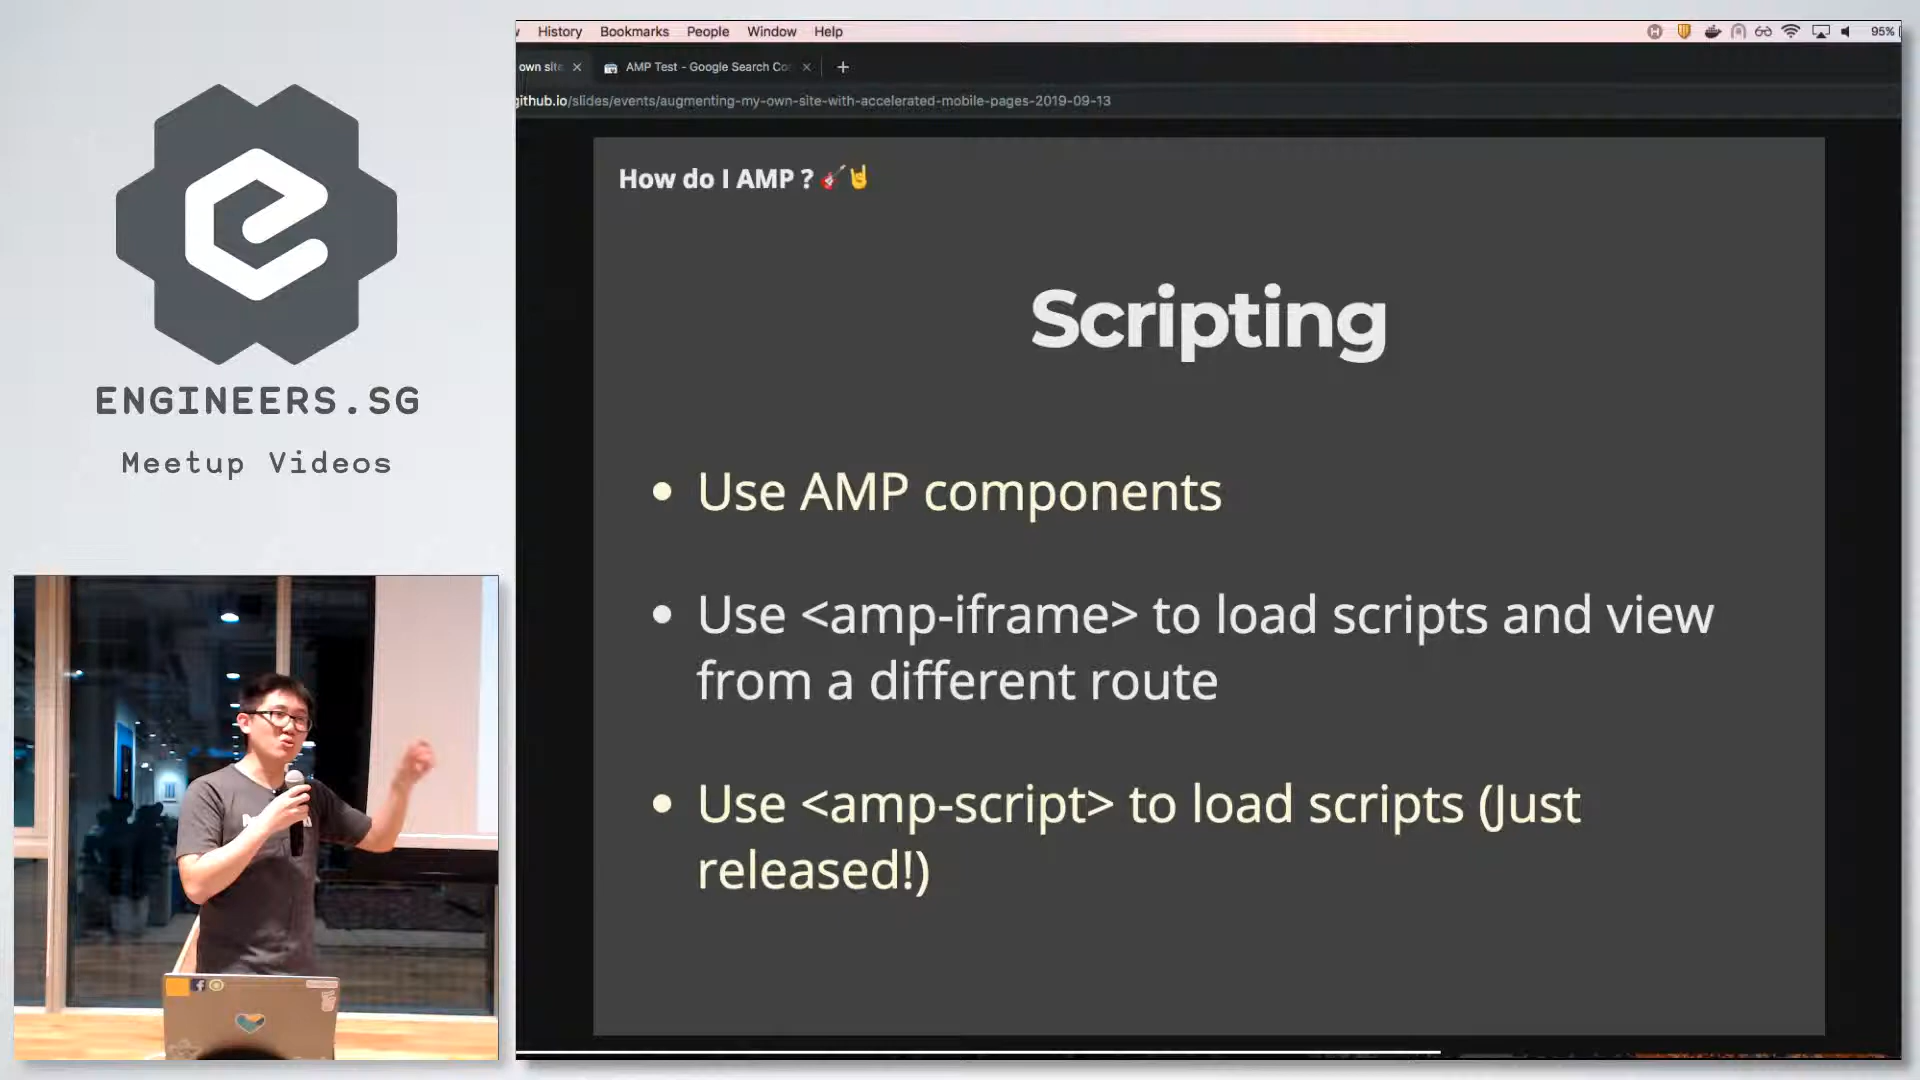 History Bookmarks People Window Help
95%
own site
AMP Test - Google Search Co
github.io/slides/events/augmenting-my-own-site-with-accelerated-mobile-pages-2019-09-13
How do I AMP ? 🎸🤘
Scripting
• Use AMP components
• Use <amp-iframe> to load scripts and view
from a different route
• Use <amp-script> to load scripts (Just
released!)
ENGINEERS.SG
Meetup Videos